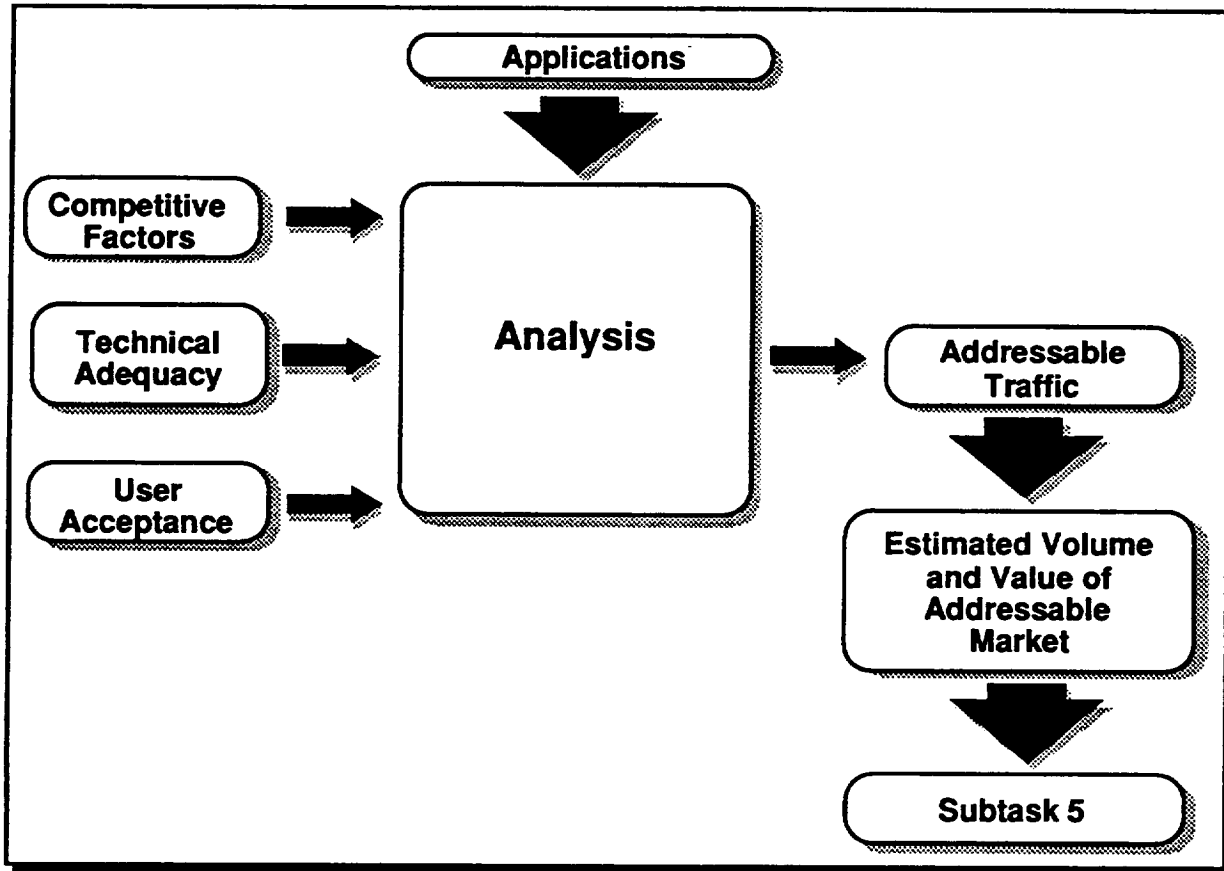 Applications
Competitive
Factors
Technical
Adequacy
User
Acceptance
Analysis
Addressable
Traffic
Estimated Volume
and Value of
Addressable
Market
Subtask 5